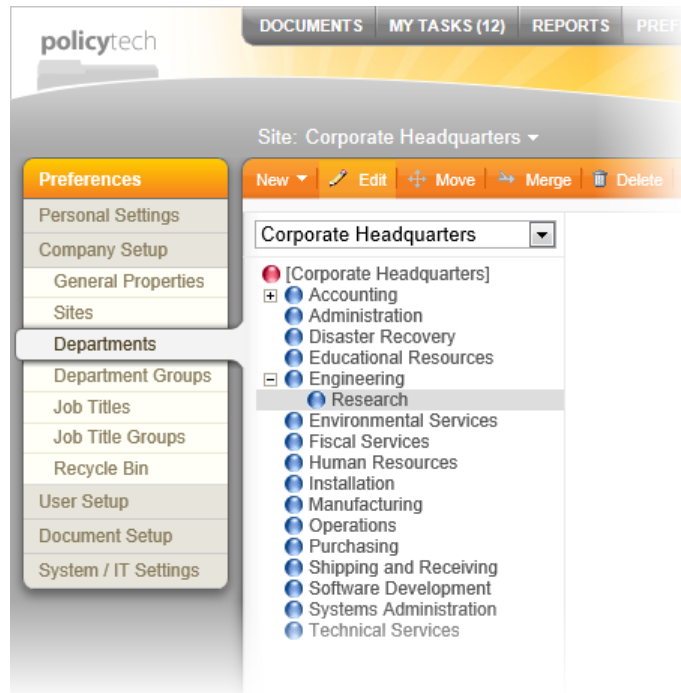 DOCUMENTS MY TASKS (12) REPORTS PREF
policytech
Site: Corporate Headquarters
Preferences
New Edit Move Merge Delete
Personal Settings
Company Setup
General Properties
Sites
Departments
Department Groups
Job Titles
Job Title Groups
Recycle Bin
User Setup
Document Setup
System / IT Settings
Corporate Headquarters
[Corporate Headquarters]
Accounting
Administration
Disaster Recovery
Educational Resources
Engineering
Research
Environmental Services
Fiscal Services
Human Resources
Installation
Manufacturing
Operations
Purchasing
Shipping and Receiving
Software Development
Systems Administration
Technical Services